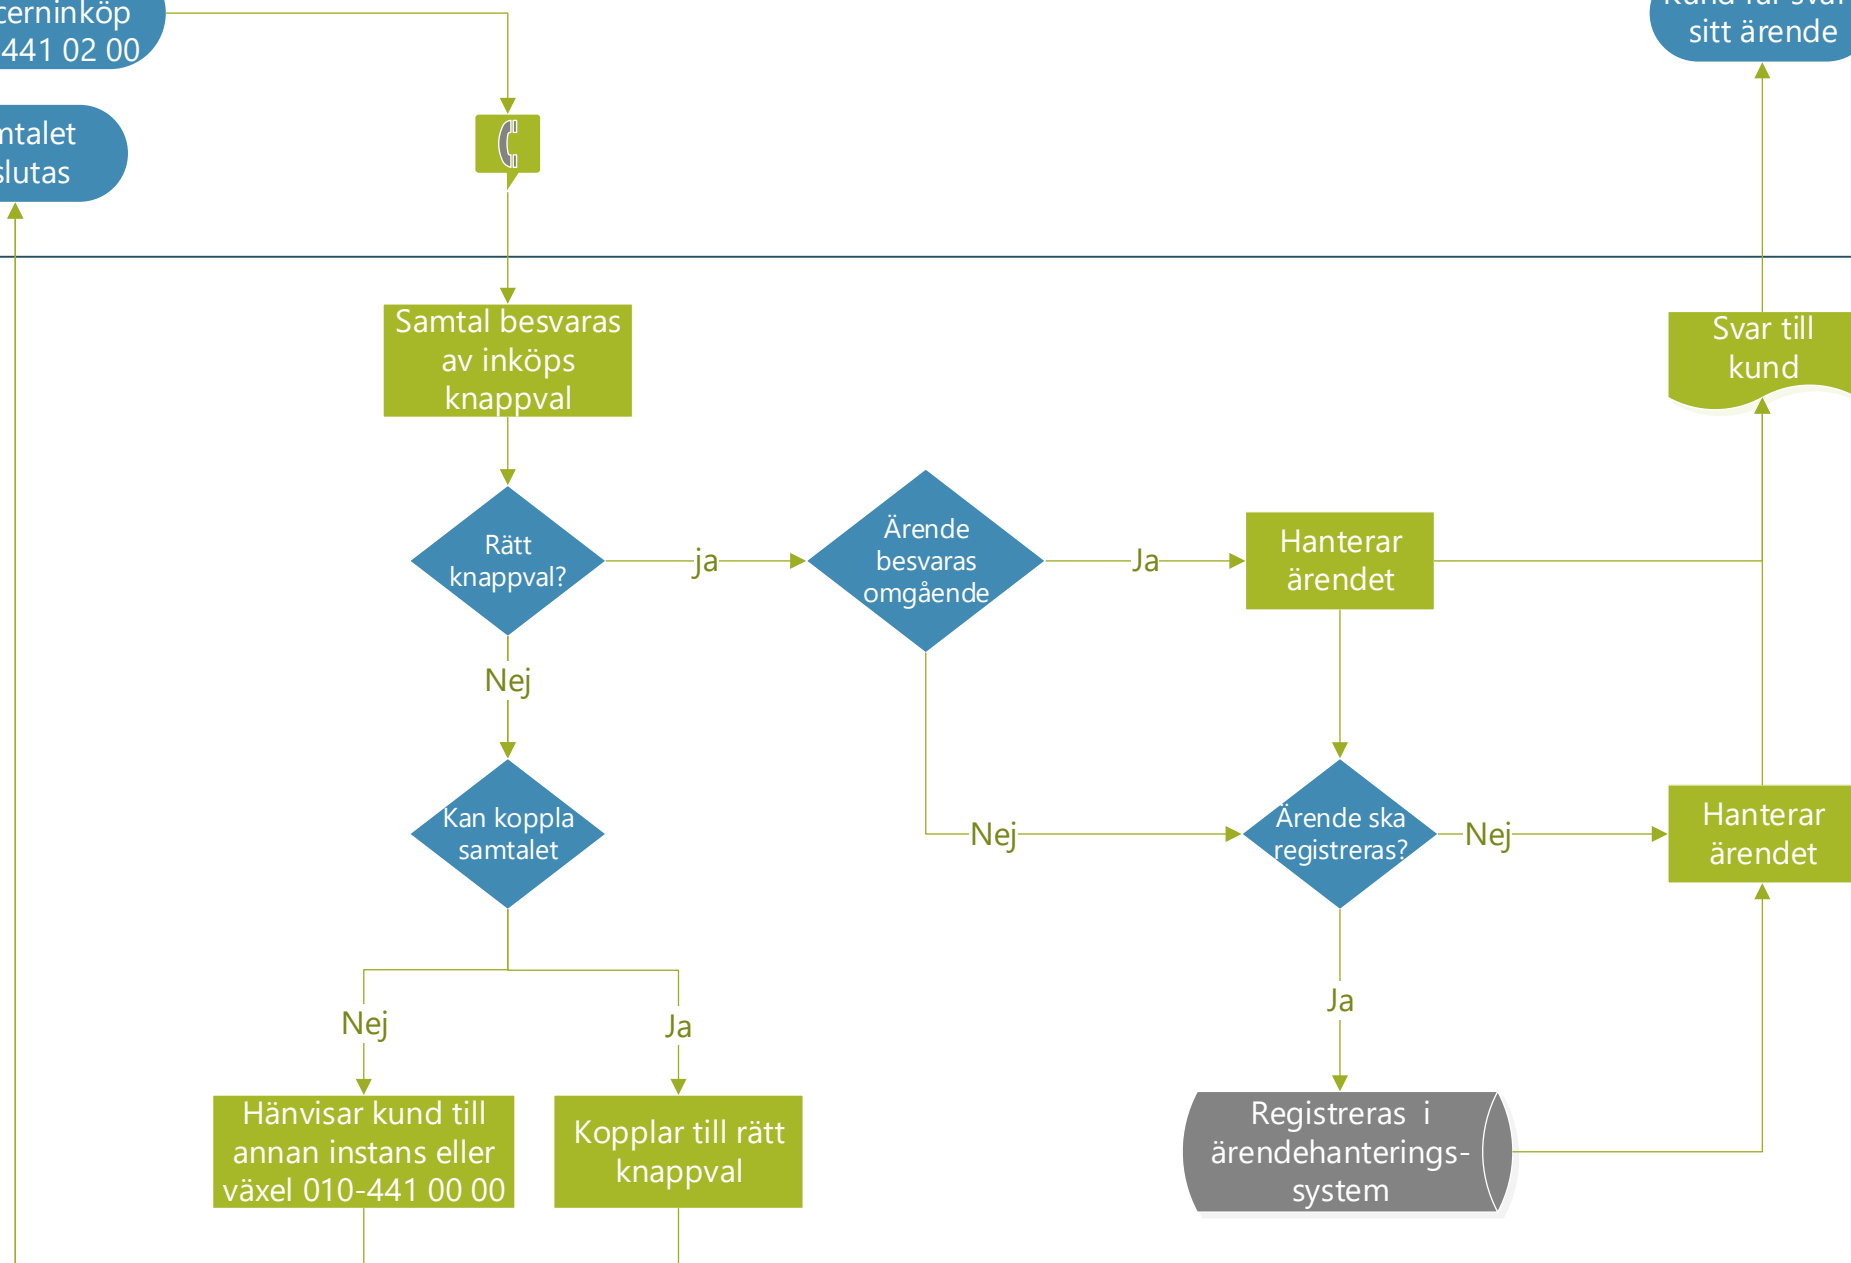 cerninköp
441 02 00
sitt ärende
ntalet
slutas
Samtal besvaras
av inköps
knappval
Svar till
kund
Rätt
knappval?
ja
Ärende
besvaras
omgående
Ja
Hanterar
ärendet
Nej
Kan koppla
samtalet
Nej
Ärende ska
registreras?
Nej
Hanterar
ärendet
Nej
Ja
Ja
Hänvisar kund till
annan instans eller
växel 010-441 00 00
Kopplar till rätt
knappval
Registreras i
ärendehanterings-
system